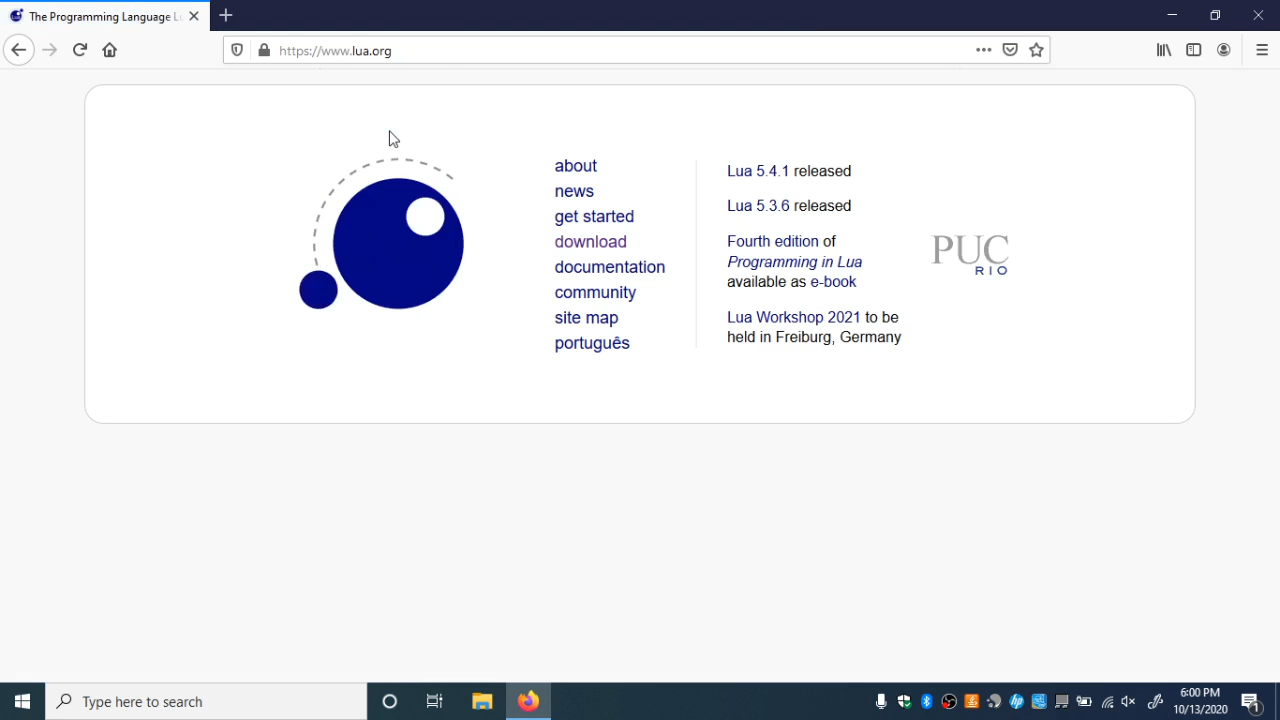 The Programming Language L
https://www.lua.org
about
news
get started
download
documentation
community
site map
português
Lua 5.4.1 released
Lua 5.3.6 released
Fourth edition of
Programming in Lua
available as e-book
Lua Workshop 2021 to be
held in Freiburg, Germany
PUC
RIO
Type here to search
6:00 PM
10/13/2020
1